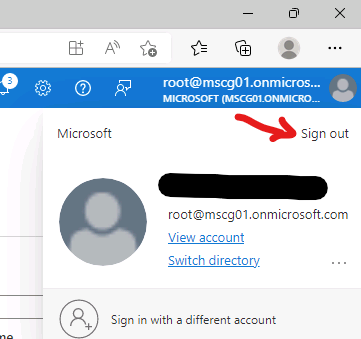 3
root@mscg01.onmicros...
MICROSOFT (MSCG01.ONMICRO...
Microsoft
Sign out
root@mscg01.onmicrosoft.com
View account
Switch directory
...
Sign in with a different account
me